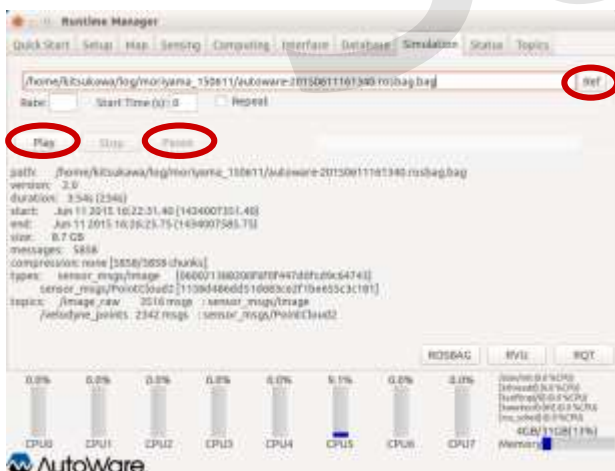 Runtime Manager
Quick Start Setup Map Sensing Computing Interface Database Simulation Status Topics
/home/kitsukawa/log/moriyama_150611/autoware-20150611161340.rosbag.bag Ref
Rate: Start Time (s): 0 Repeat
Play Stop Pause
path: /home/kitsukawa/log/moriyama_150611/autoware-20150611161340.rosbag.bag
version: 2.0
duration: 3:54s (234s)
start: Jun 11 2015 16:22:31.40 (1434007351.40)
end: Jun 11 2015 16:26:25.75 (1434007585.75)
size: 8.7 GB
messages: 5858
compression: none [5858/5858 chunks]
types: sensor_msgs/Image
sensor_msgs/PointCloud2
topics: /image_raw 3516 msgs : sensor_msgs/Image
/velodyne_points 2342 msgs : sensor_msgs/PointCloud2
ROSBAG RViz RQT
0.0% 0.0% 0.0% 0.0% 0.0% 9.1% 0.0% 0.0%
CPU0 CPU1 CPU2 CPU3 CPU4 CPU5 CPU6 CPU7
4GB/31GB(13%)
Memory
AutoWare